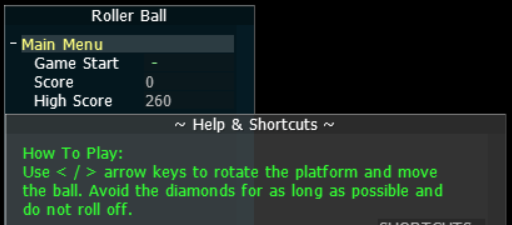 Roller Ball
- Main Menu
Game Start -
Score 0
High Score 260
~ Help & Shortcuts ~
How To Play:
Use < / > arrow keys to rotate the platform and move
the ball. Avoid the diamonds for as long as possible and
do not roll off.
SHORTCUTS